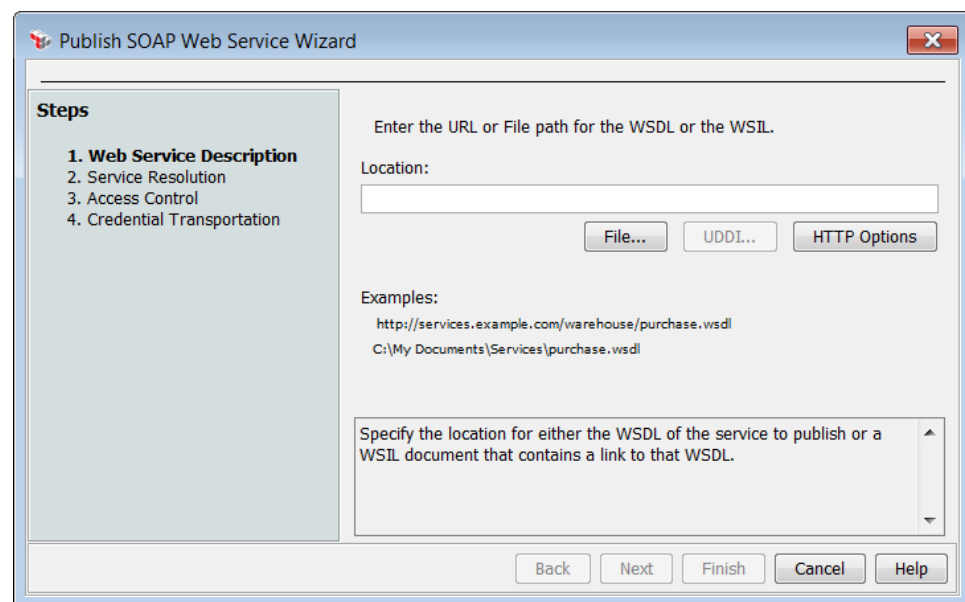 Publish SOAP Web Service Wizard
Steps
1. Web Service Description
2. Service Resolution
3. Access Control
4. Credential Transportation
Enter the URL or File path for the WSDL or the WSIL.
Location:
File... UDDI... HTTP Options
Examples:
http://services.example.com/warehouse/purchase.wsdl
C:\My Documents\Services\purchase.wsdl
Specify the location for either the WSDL of the service to publish or a
WSIL document that contains a link to that WSDL.
Back Next Finish Cancel Help